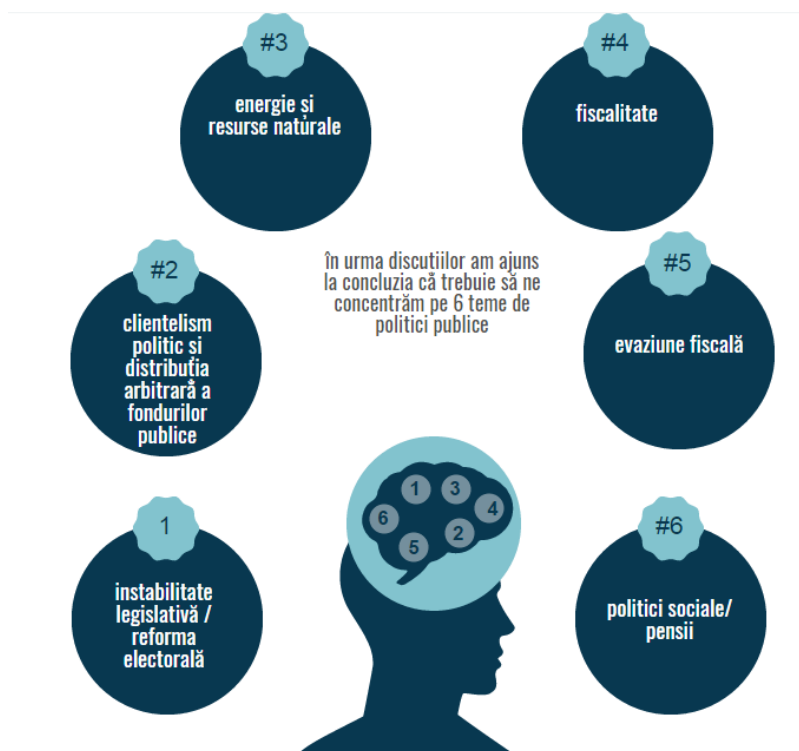 #3
energie și
resurse naturale
#4
fiscalitate
în urma discuțiilor am ajuns
la concluzia că trebuie să ne
concentrăm pe 6 teme de
politici publice
#2
clientelism
politic și
distribuția
arbitrară a
fondurilor
publice
#5
evaziune fiscală
1
instabilitate
legislativă /
reforma
electorală
1
3
4
6
2
5
#6
politici sociale/
pensii